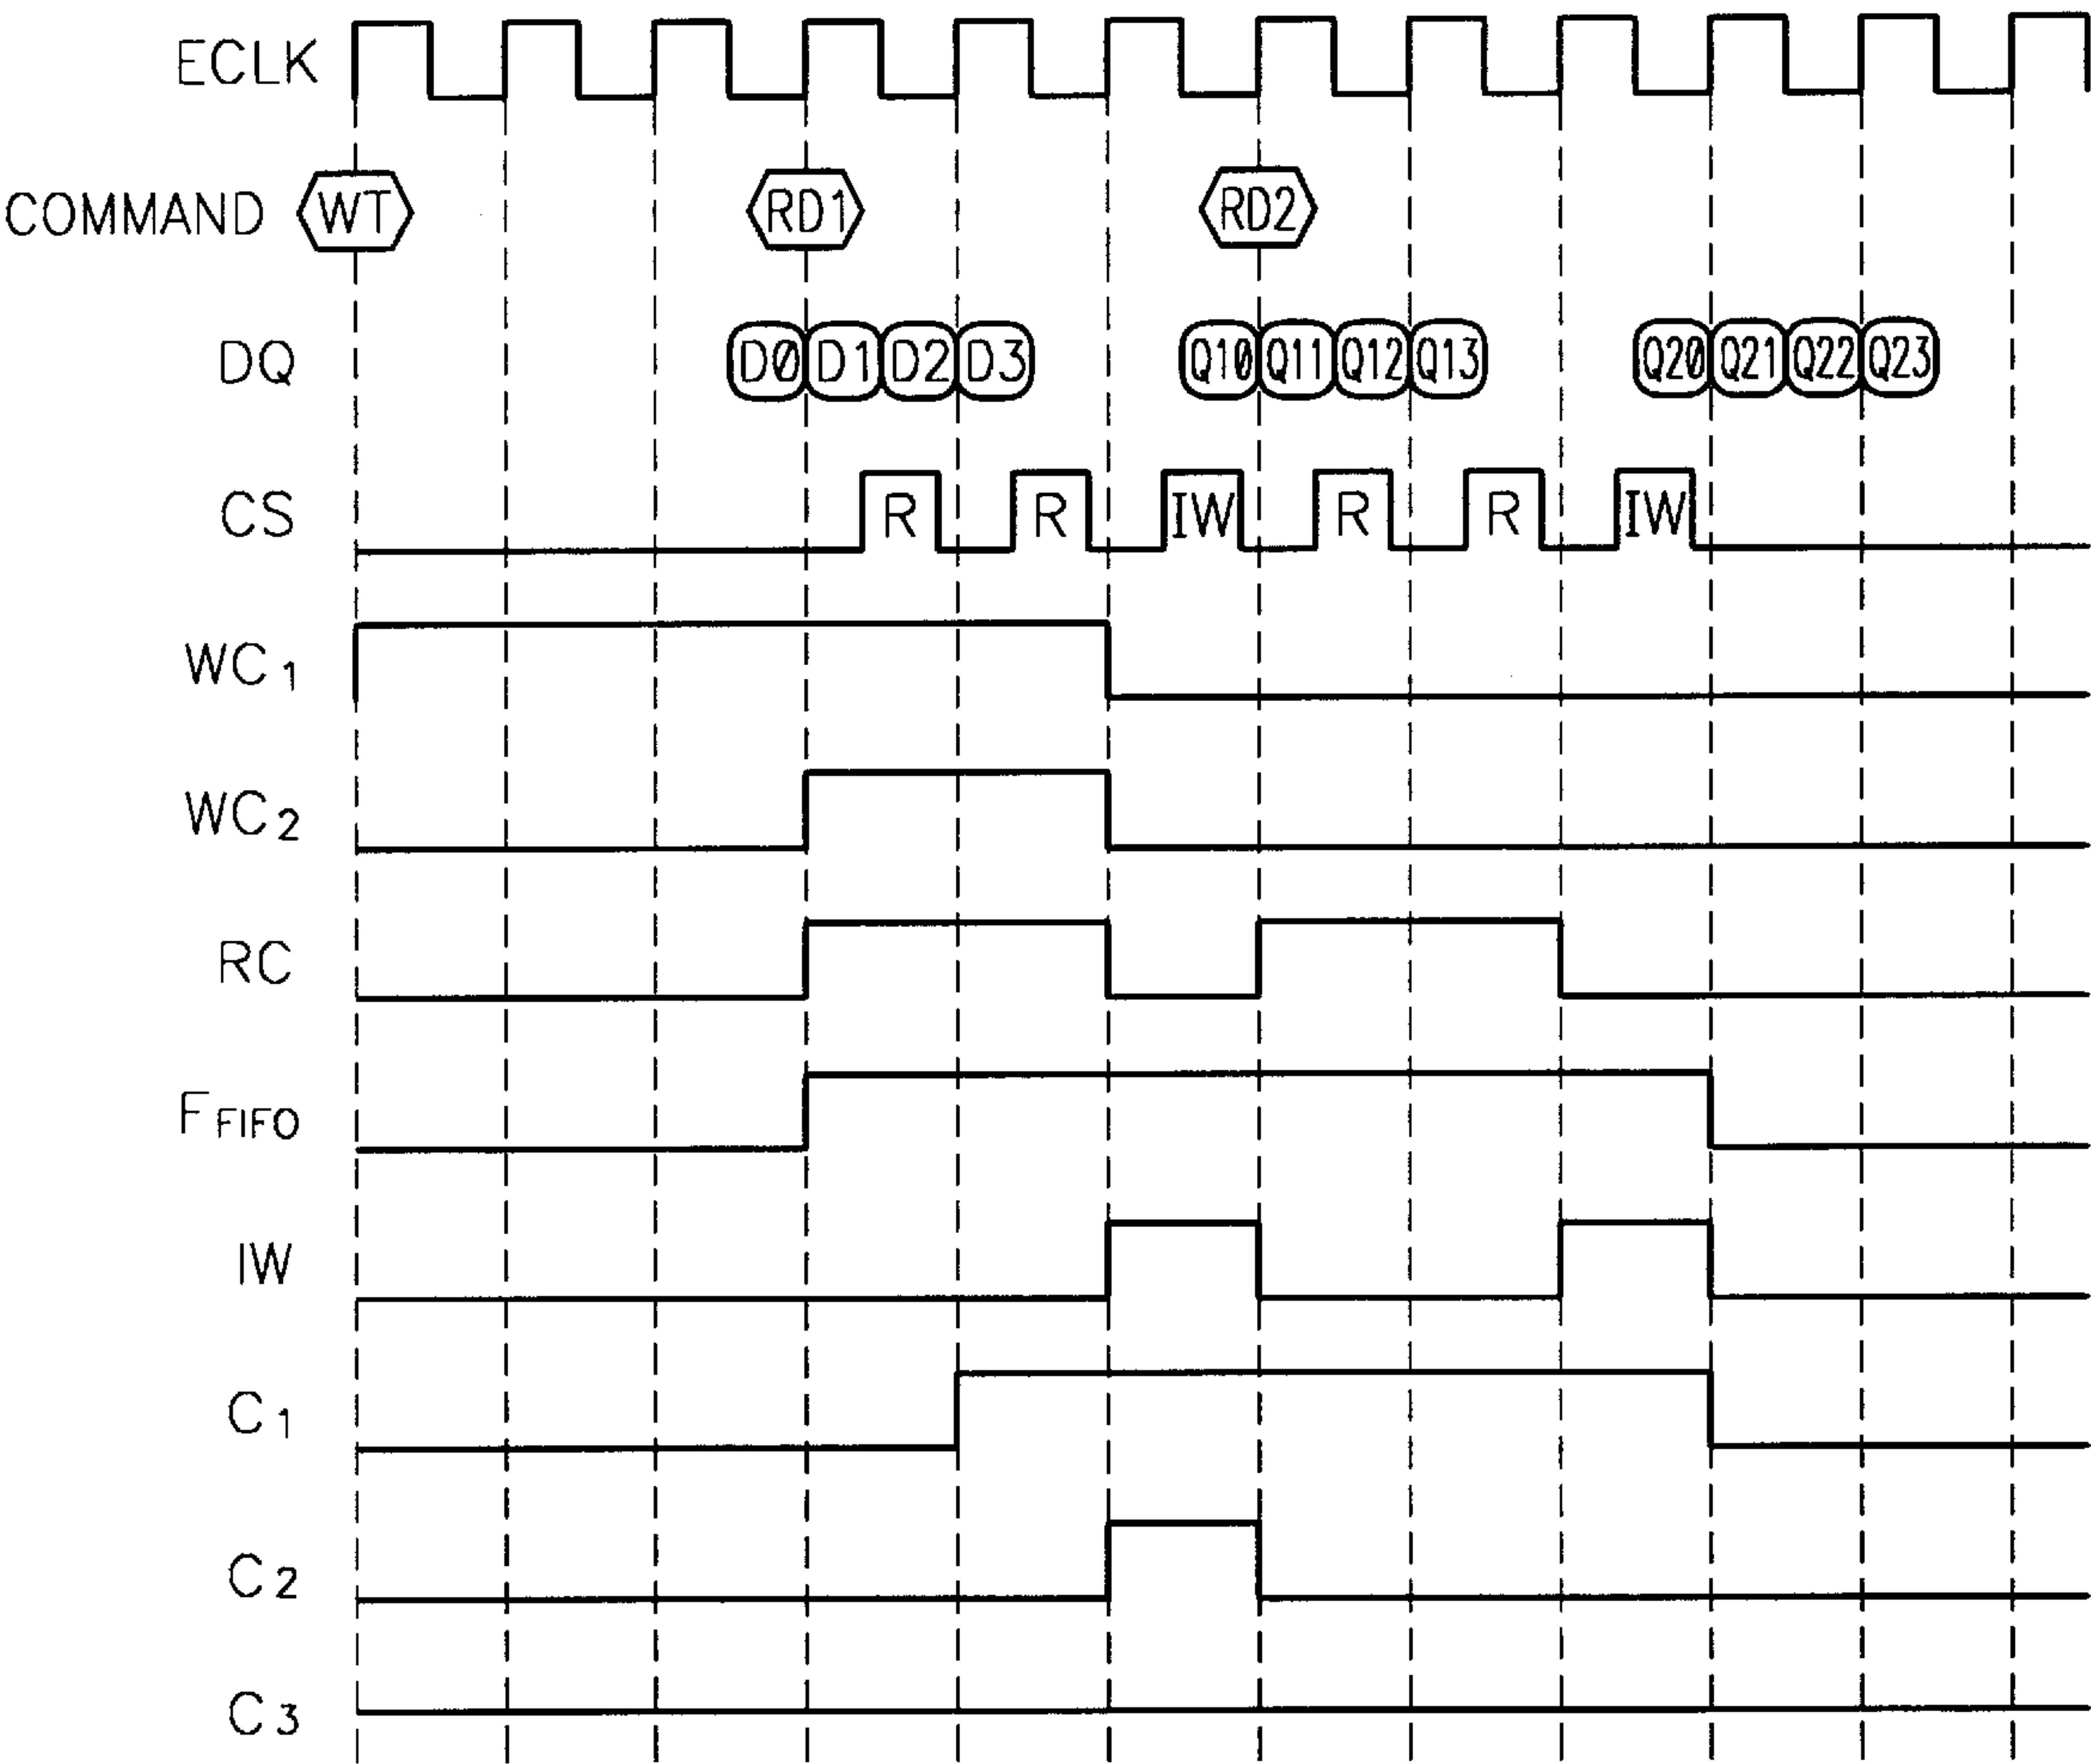 ECLK
COMMAND WT RD1 RD2
DQ D0 D1 D2 D3 Q10 Q11 Q12 Q13 Q20 Q21 Q22 Q23
CS R R IW R R IW
WC1
WC2
RC
FFIFO
IW
C1
C2
C3